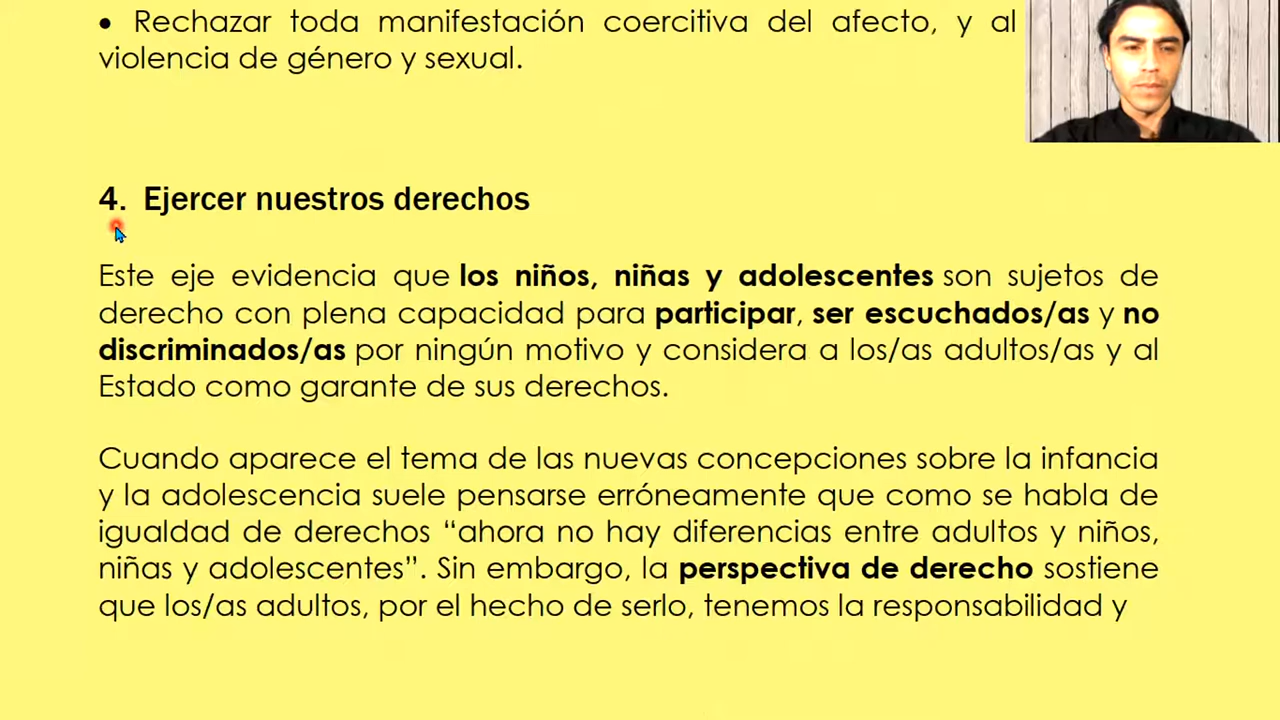 • Rechazar toda manifestación coercitiva del afecto, y al
violencia de género y sexual.
4. Ejercer nuestros derechos
Este eje evidencia que los niños, niñas y adolescentes son sujetos de
derecho con plena capacidad para participar, ser escuchados/as y no
discriminados/as por ningún motivo y considera a los/as adultos/as y al
Estado como garante de sus derechos.
Cuando aparece el tema de las nuevas concepciones sobre la infancia
y la adolescencia suele pensarse erróneamente que como se habla de
igualdad de derechos “ahora no hay diferencias entre adultos y niños,
niñas y adolescentes”. Sin embargo, la perspectiva de derecho sostiene
que los/as adultos, por el hecho de serlo, tenemos la responsabilidad y